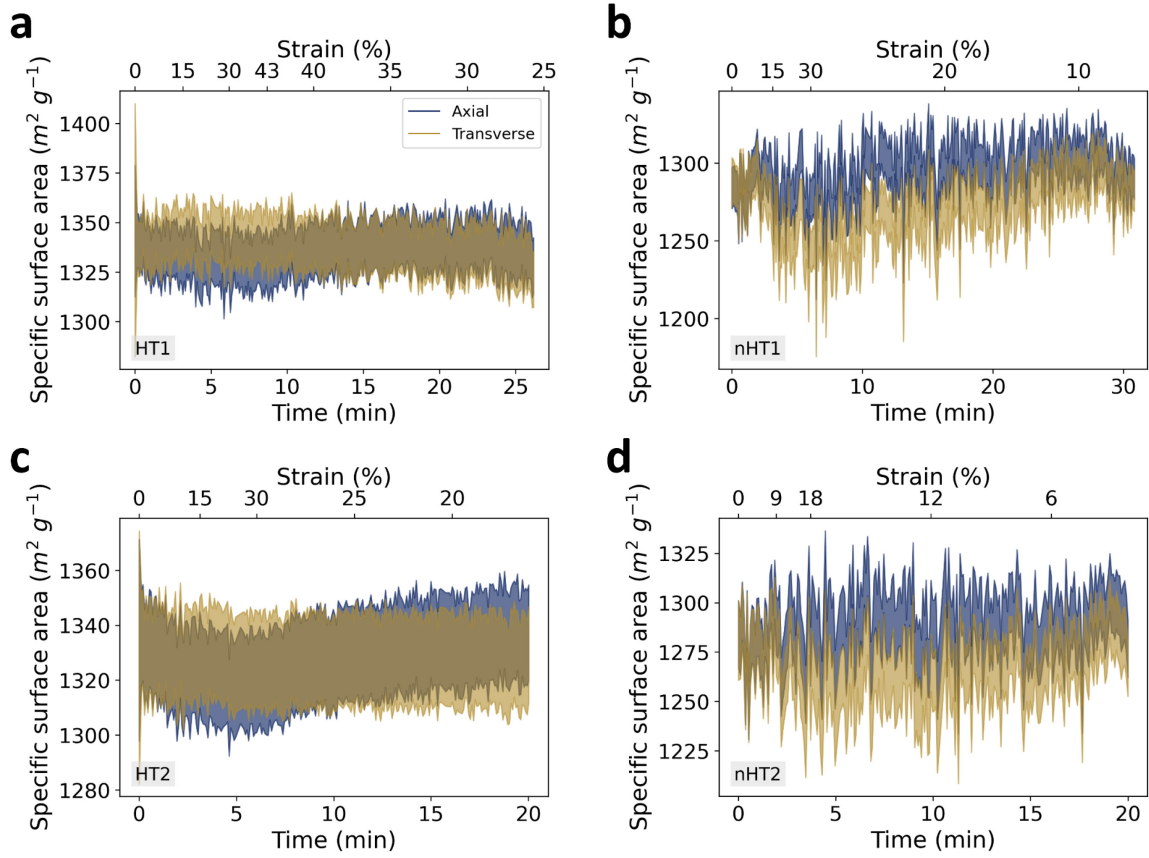 a
Strain (%)
0 15 30 43 40 35 30 25
Specific surface area (m² g⁻¹)
1400
1375
1350
1325
1300
Axial
Transverse
HT1
0 5 10 15 20 25
Time (min)
b
Strain (%)
0 15 30 20 10
Specific surface area (m² g⁻¹)
1300
1250
1200
nHT1
0 10 20 30
Time (min)
c
Strain (%)
0 15 30 25 20
Specific surface area (m² g⁻¹)
1360
1340
1320
1300
1280
HT2
0 5 10 15 20
Time (min)
d
Strain (%)
0 9 18 12 6
Specific surface area (m² g⁻¹)
1325
1300
1275
1250
1225
nHT2
0 5 10 15 20
Time (min)